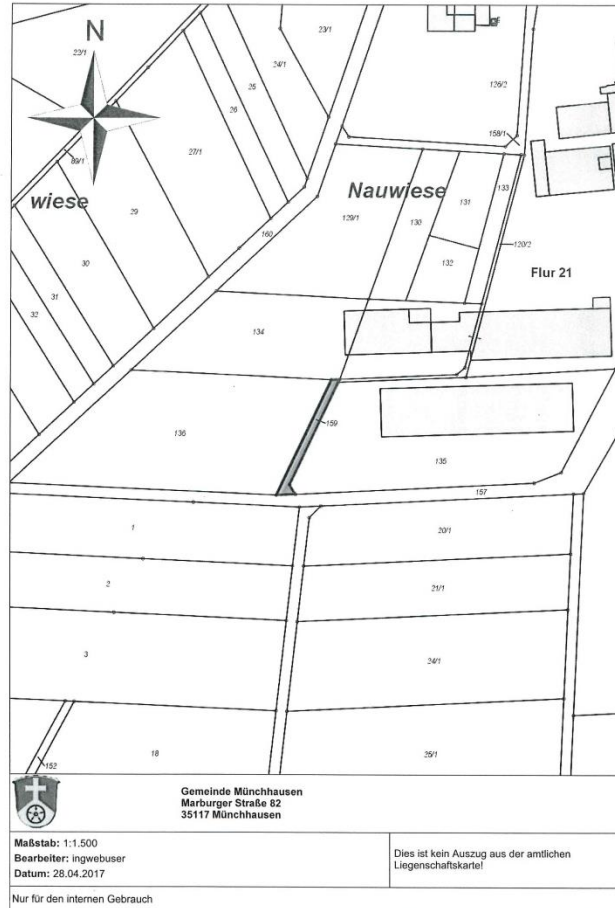 23/1
N
24/1
23/1
25
26
126/2
27/1
158/1
89/1
wiese
29
Nauwiese
131
133
129/1
130
160
120/2
30
132
Flur 21
31
32
134
159
136
135
157
1
20/1
2
21/1
3
24/1
18
25/1
152
Gemeinde Münchhausen
Marburger Straße 82
35117 Münchhausen
Maßstab: 1:1.500
Bearbeiter: ingwebuser
Datum: 28.04.2017
Dies ist kein Auszug aus der amtlichen
Liegenschaftskarte!
Nur für den internen Gebrauch